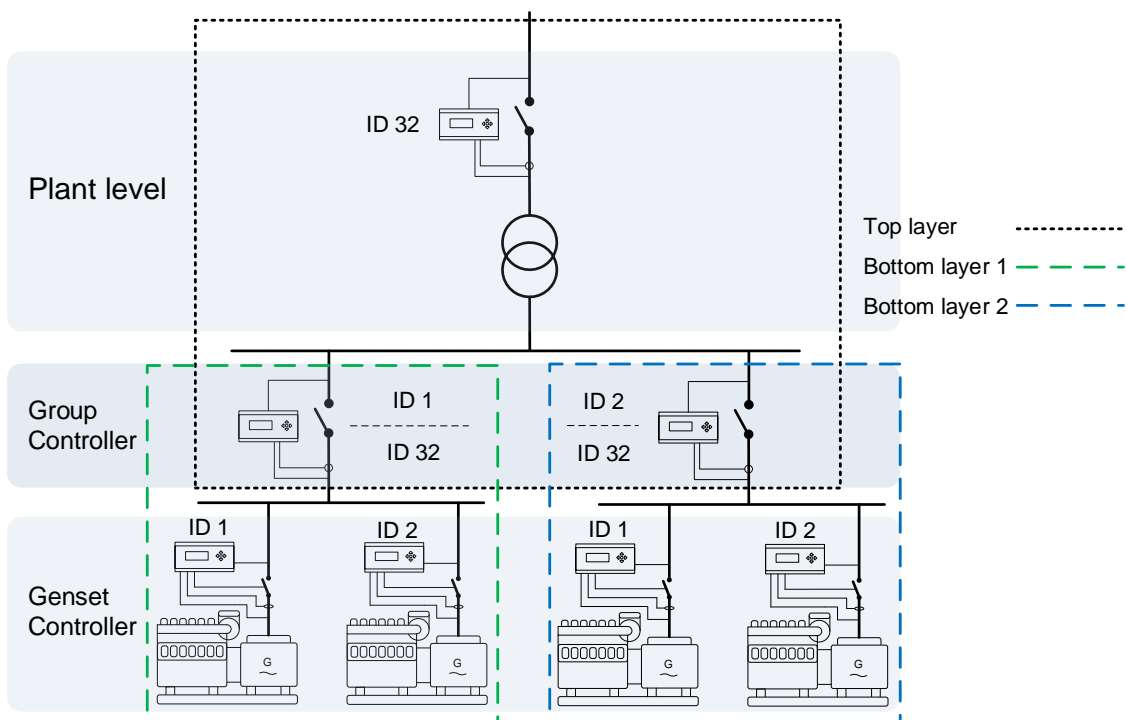 ID 32
Plant level
Top layer
Bottom layer 1
Bottom layer 2
Group
Controller
ID 1
ID 32
ID 2
ID 32
ID 1
ID 2
ID 1
ID 2
Genset
Controller
G
G
G
G